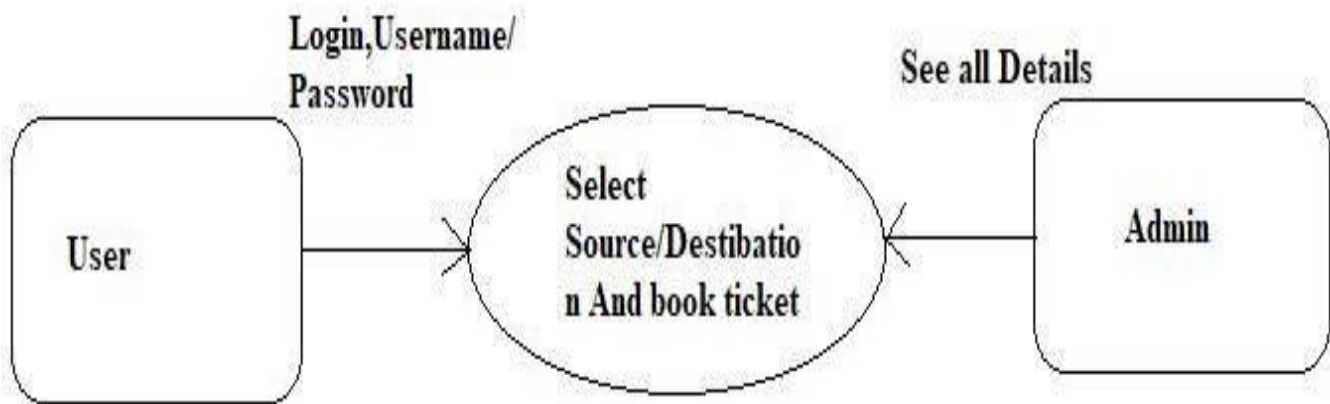 Login,Username/
Password
See all Details
User
Select
Source/Destibatio
n And book ticket
Admin